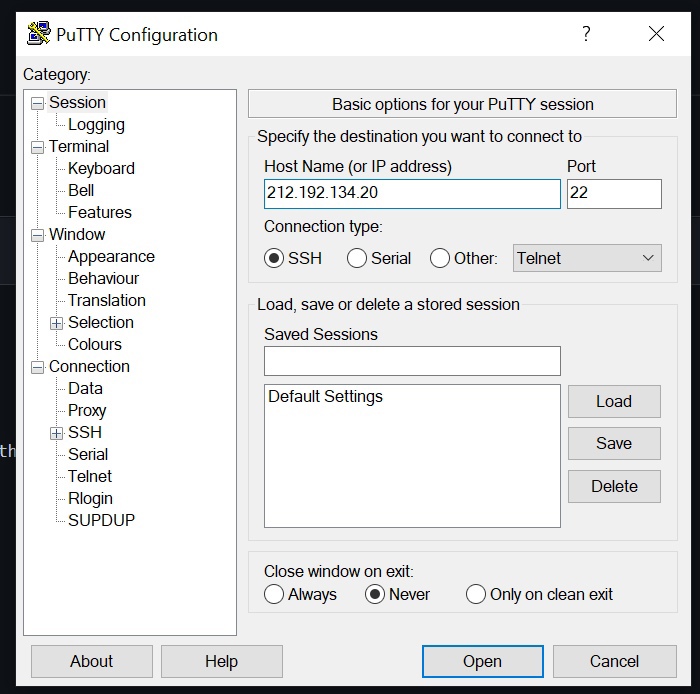 PuTTY Configuration
?
Category:
Session
Logging
Terminal
Keyboard
Bell
Features
Window
Appearance
Behaviour
Translation
Selection
Colours
Connection
Data
Proxy
SSH
Serial
Telnet
Rlogin
SUPDUP
Basic options for your PuTTY session
Specify the destination you want to connect to
Host Name (or IP address) Port
212.192.134.20 22
Connection type:
SSH Serial Other: Telnet
Load, save or delete a stored session
Saved Sessions
Default Settings
Load
Save
Delete
Close window on exit:
Always Never Only on clean exit
About Help Open Cancel
th